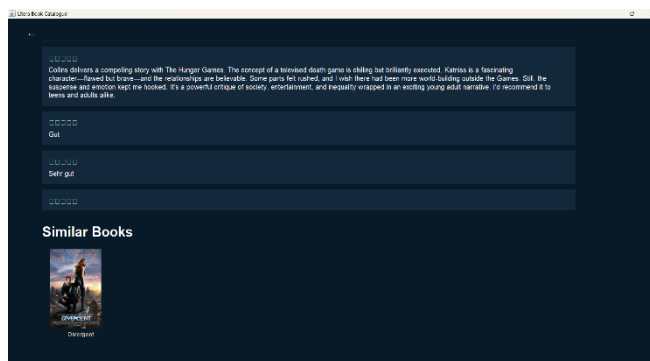 Litera Book Catalogue
←
□□□□□
Collins delivers a compelling story with The Hunger Games. The concept of a televised death game is chilling but brilliantly executed. Katniss is a fascinating
character—flawed but brave—and the relationships are believable. Some parts felt rushed, and I wish there had been more world-building outside the Games. Still, the
suspense and emotion kept me hooked. It's a powerful critique of society, entertainment, and inequality wrapped in an exciting young adult narrative. I'd recommend it to
teens and adults alike.
□□□□□
Gut
□□□□□
Sehr gut
□□□□□
Similar Books
DIVERGENT
Divergent